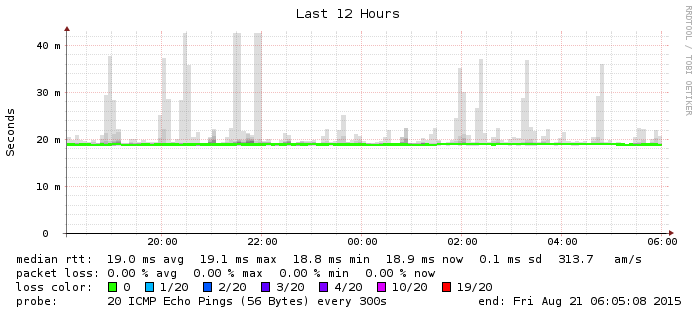 Last 12 Hours
RRDTOOL / TOBI OETIKER
Seconds
40 m
30 m
20 m
10 m
0
20:00 22:00 00:00 02:00 04:00 06:00
median rtt: 19.0 ms avg 19.1 ms max 18.8 ms min 18.9 ms now 0.1 ms sd 313.7 am/s
packet loss: 0.00 % avg 0.00 % max 0.00 % min 0.00 % now
loss color: 0 1/20 2/20 3/20 4/20 10/20 19/20
probe: 20 ICMP Echo Pings (56 Bytes) every 300s end: Fri Aug 21 06:05:08 2015